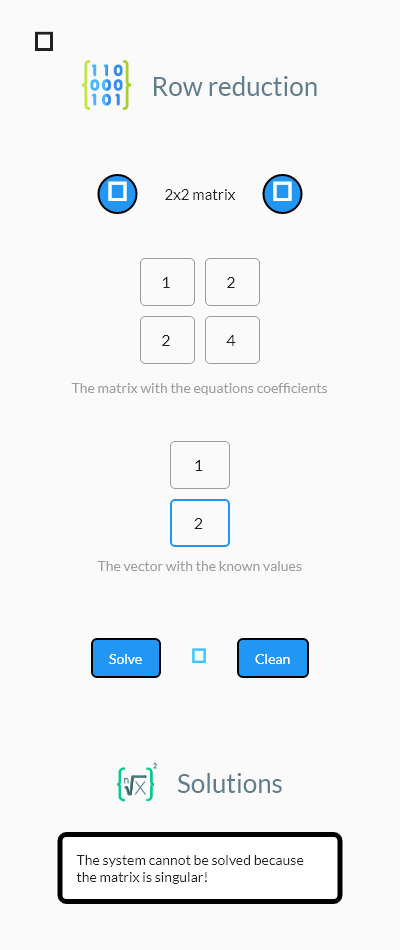 110
000
101
Row reduction
2x2 matrix
1 2
2 4
The matrix with the equations coefficients
1
2
The vector with the known values
Solve Clean
n√x 2
Solutions
The system cannot be solved because
the matrix is singular!